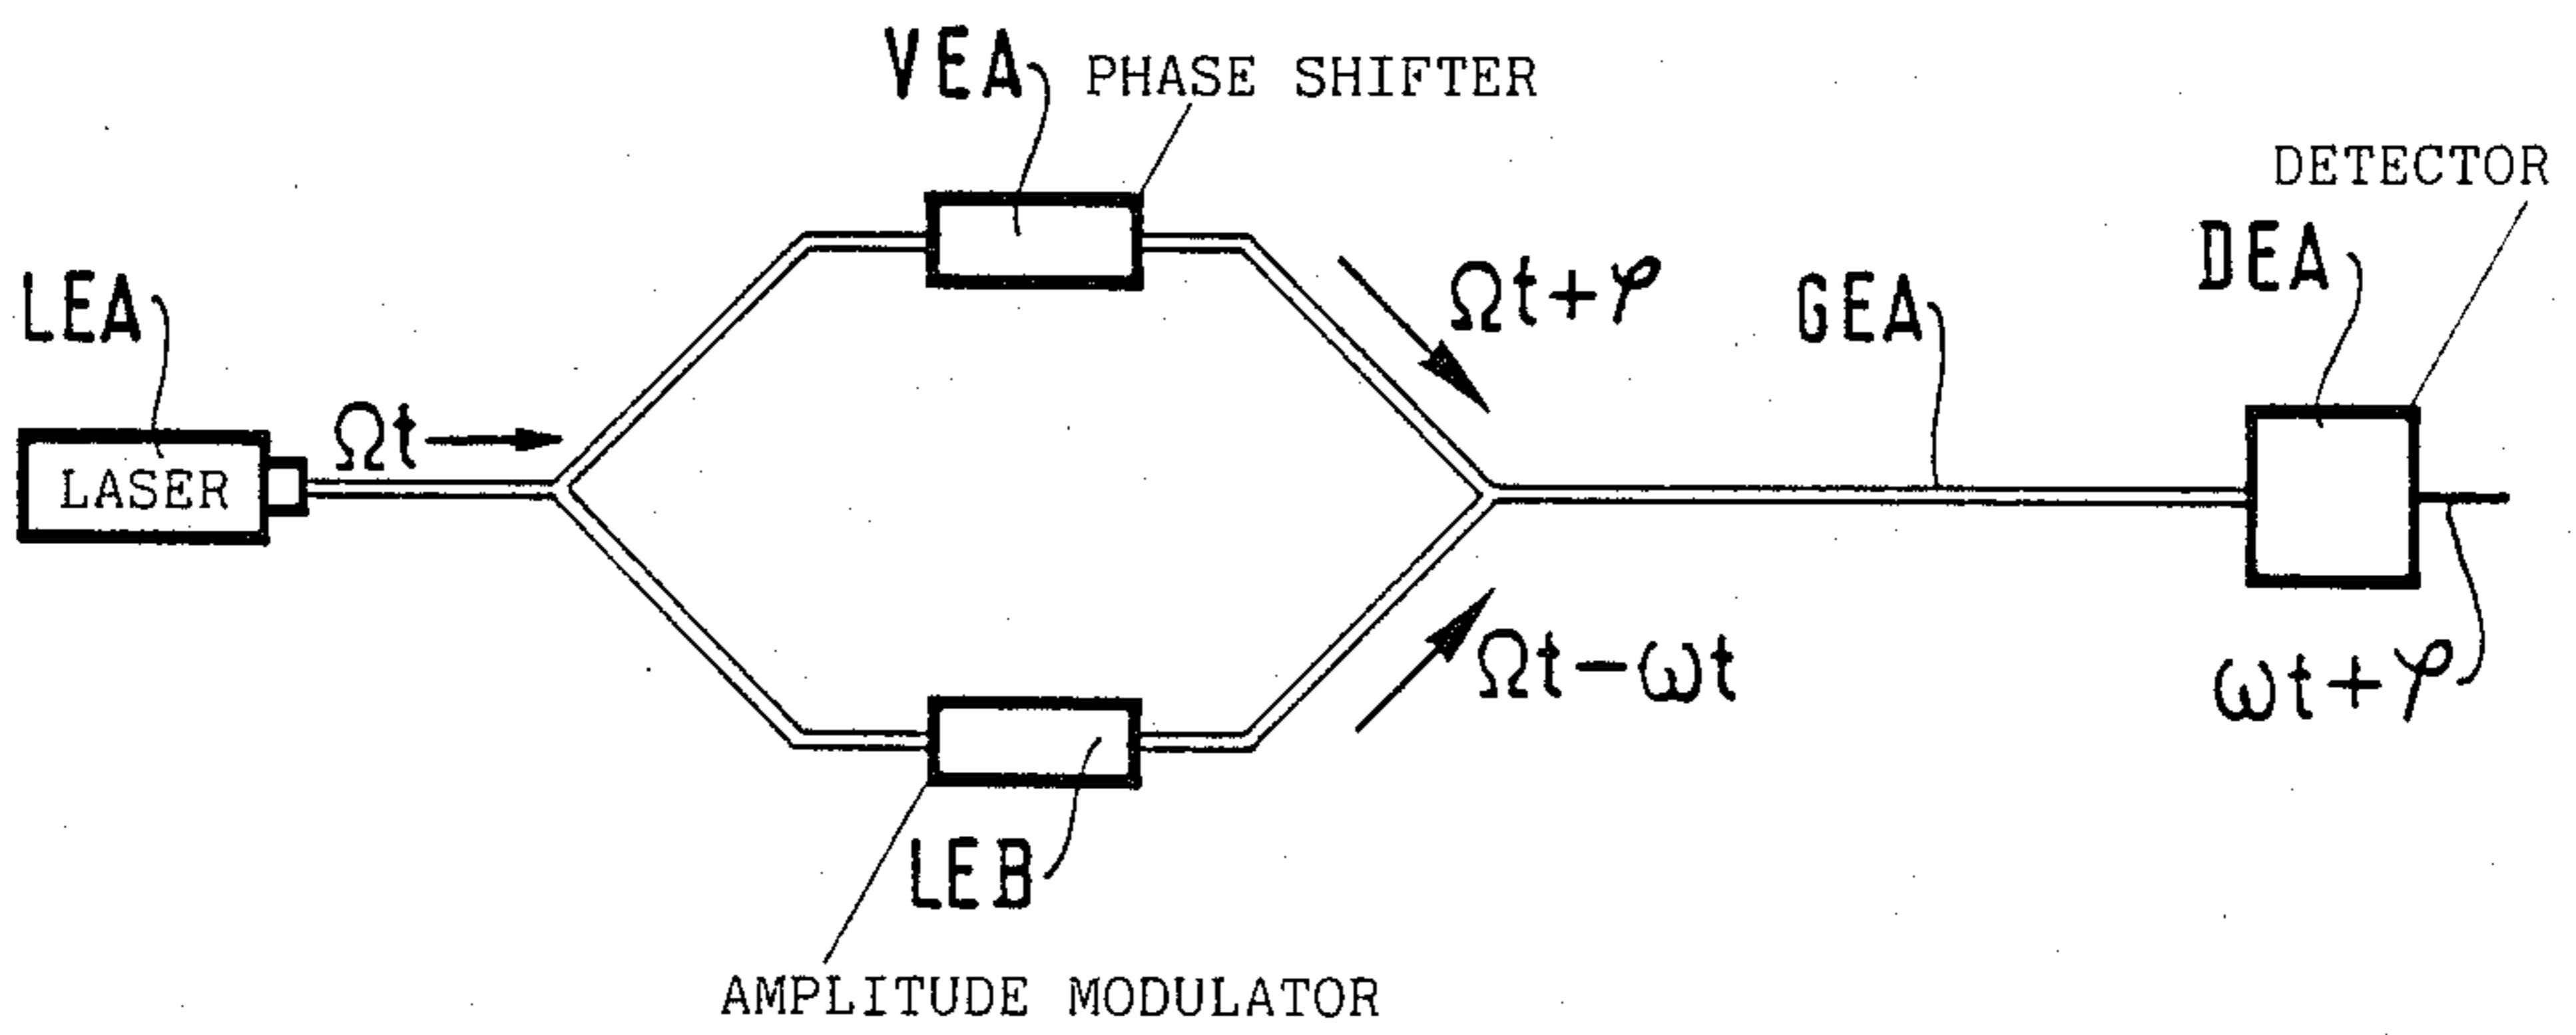 VEA PHASE SHIFTER
DETECTOR
DEA
LEA
Ωt+φ
GEA
Ωt
LASER
Ωt-ωt
ωt+φ
LEB
AMPLITUDE MODULATOR